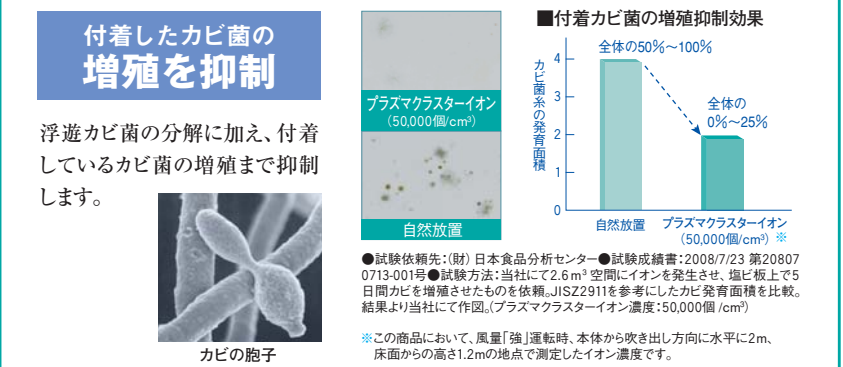 付着したカビ菌の
増殖を抑制
浮遊カビ菌の分解に加え、付着
しているカビ菌の増殖まで抑制
します。
カビの胞子
プラズマクラスターイオン
(50,000個/cm³)
自然放置
■付着カビ菌の増殖抑制効果
カビ菌糸の発育面積
4
3
2
1
0
全体の50%〜100%
全体の
0%〜25%
自然放置
プラズマクラスターイオン
(50,000個/cm³) ※
●試験依頼先:(財)日本食品分析センター●試験成績書:2008/7/23 第20807
0713-001号●試験方法:当社にて2.6m³空間にイオンを発生させ、塩ビ板上で5
日間カビを増殖させたものを依頼。JISZ2911を参考にしたカビ発育面積を比較。
結果より当社にて作図。(プラズマクラスターイオン濃度:50,000個/cm³)
※この商品において、風量「強」運転時、本体から吹き出し方向に水平に2m、
床面からの高さ1.2mの地点で測定したイオン濃度です。